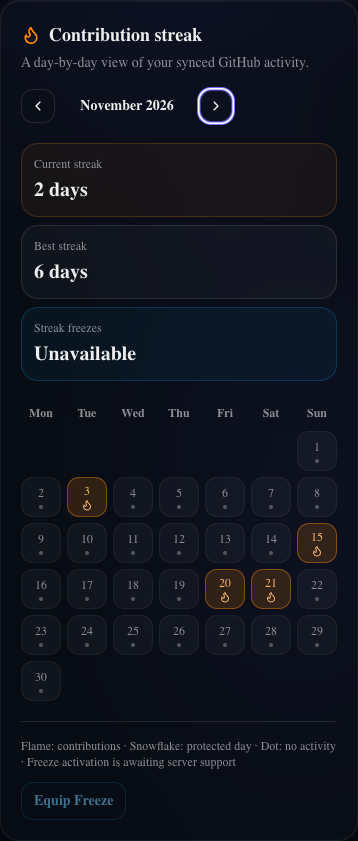 Contribution streak
A day-by-day view of your synced GitHub activity.
November 2026
Current streak
2 days
Best streak
6 days
Streak freezes
Unavailable
Mon Tue Wed Thu Fri Sat Sun
1
2 3 4 5 6 7 8
9 10 11 12 13 14 15
16 17 18 19 20 21 22
23 24 25 26 27 28 29
30
Flame: contributions · Snowflake: protected day · Dot: no activity
· Freeze activation is awaiting server support
Equip Freeze